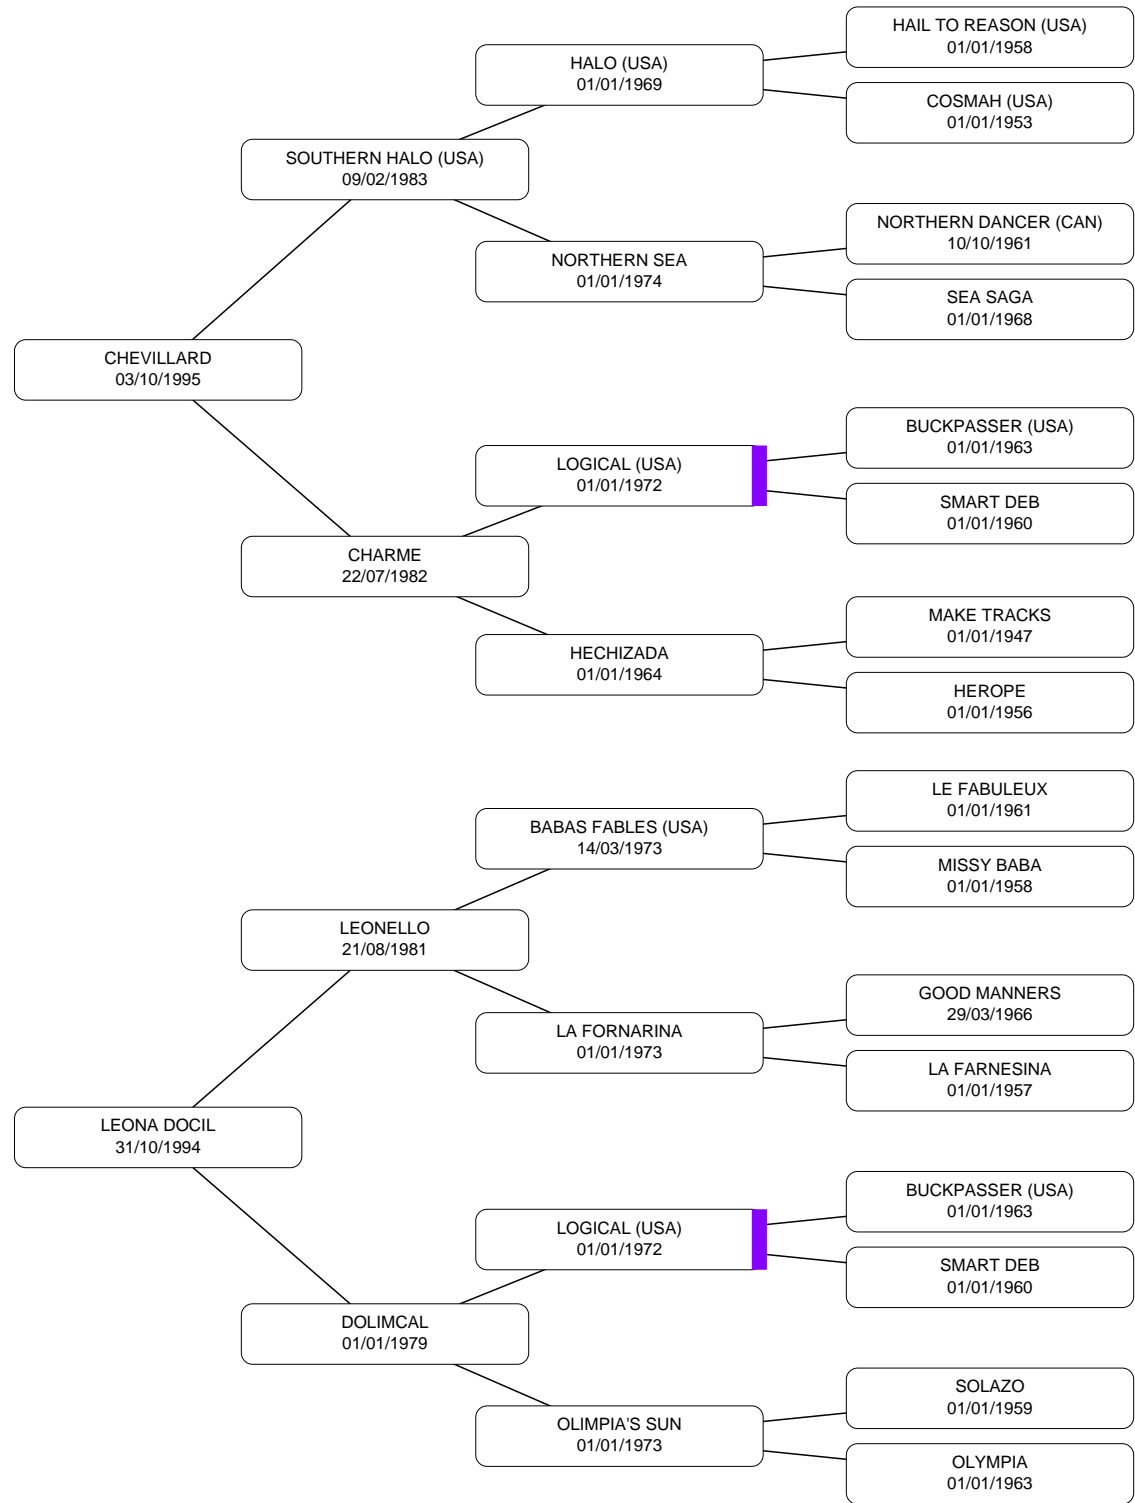 HAIL TO REASON (USA)
01/01/1958
HALO (USA)
01/01/1969
COSMAH (USA)
01/01/1953
SOUTHERN HALO (USA)
09/02/1983
NORTHERN DANCER (CAN)
10/10/1961
NORTHERN SEA
01/01/1974
SEA SAGA
01/01/1968
CHEVILLARD
03/10/1995
BUCKPASSER (USA)
01/01/1963
LOGICAL (USA)
01/01/1972
SMART DEB
01/01/1960
CHARME
22/07/1982
MAKE TRACKS
01/01/1947
HECHIZADA
01/01/1964
HEROPE
01/01/1956
LE FABULEUX
01/01/1961
BABAS FABLES (USA)
14/03/1973
MISSY BABA
01/01/1958
LEONELLO
21/08/1981
GOOD MANNERS
29/03/1966
LA FORNARINA
01/01/1973
LA FARNESINA
01/01/1957
LEONA DOCIL
31/10/1994
BUCKPASSER (USA)
01/01/1963
LOGICAL (USA)
01/01/1972
SMART DEB
01/01/1960
DOLIMCAL
01/01/1979
SOLAZO
01/01/1959
OLIMPIA'S SUN
01/01/1973
OLYMPIA
01/01/1963